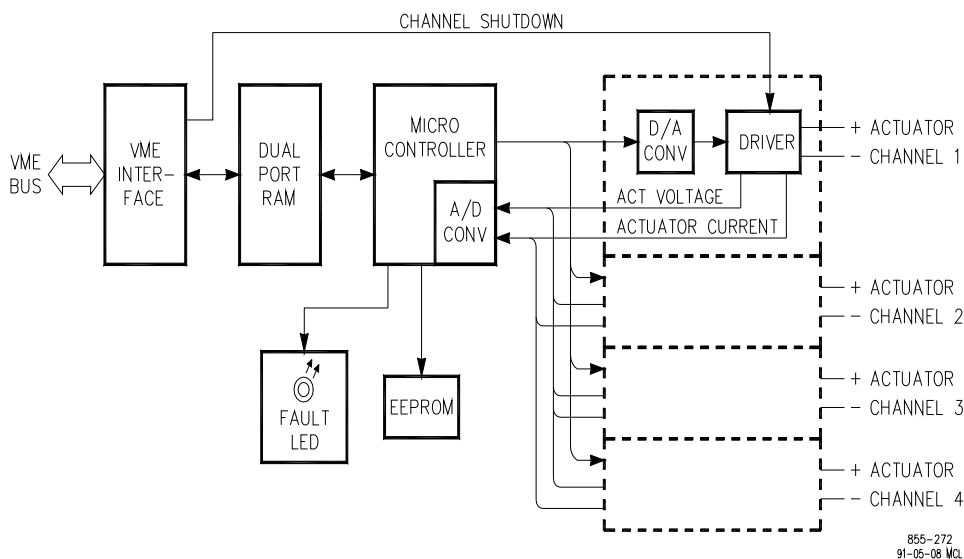 CHANNEL SHUTDOWN
VME
BUS
VME
INTER-
FACE
DUAL
PORT
RAM
MICRO
CONTROLLER
A/D
CONV
D/A
CONV
DRIVER
+ ACTUATOR
- CHANNEL 1
ACT VOLTAGE
ACTUATOR CURRENT
+ ACTUATOR
- CHANNEL 2
FAULT
LED
EEPROM
+ ACTUATOR
- CHANNEL 3
+ ACTUATOR
- CHANNEL 4
855-272
91-05-08 MCL